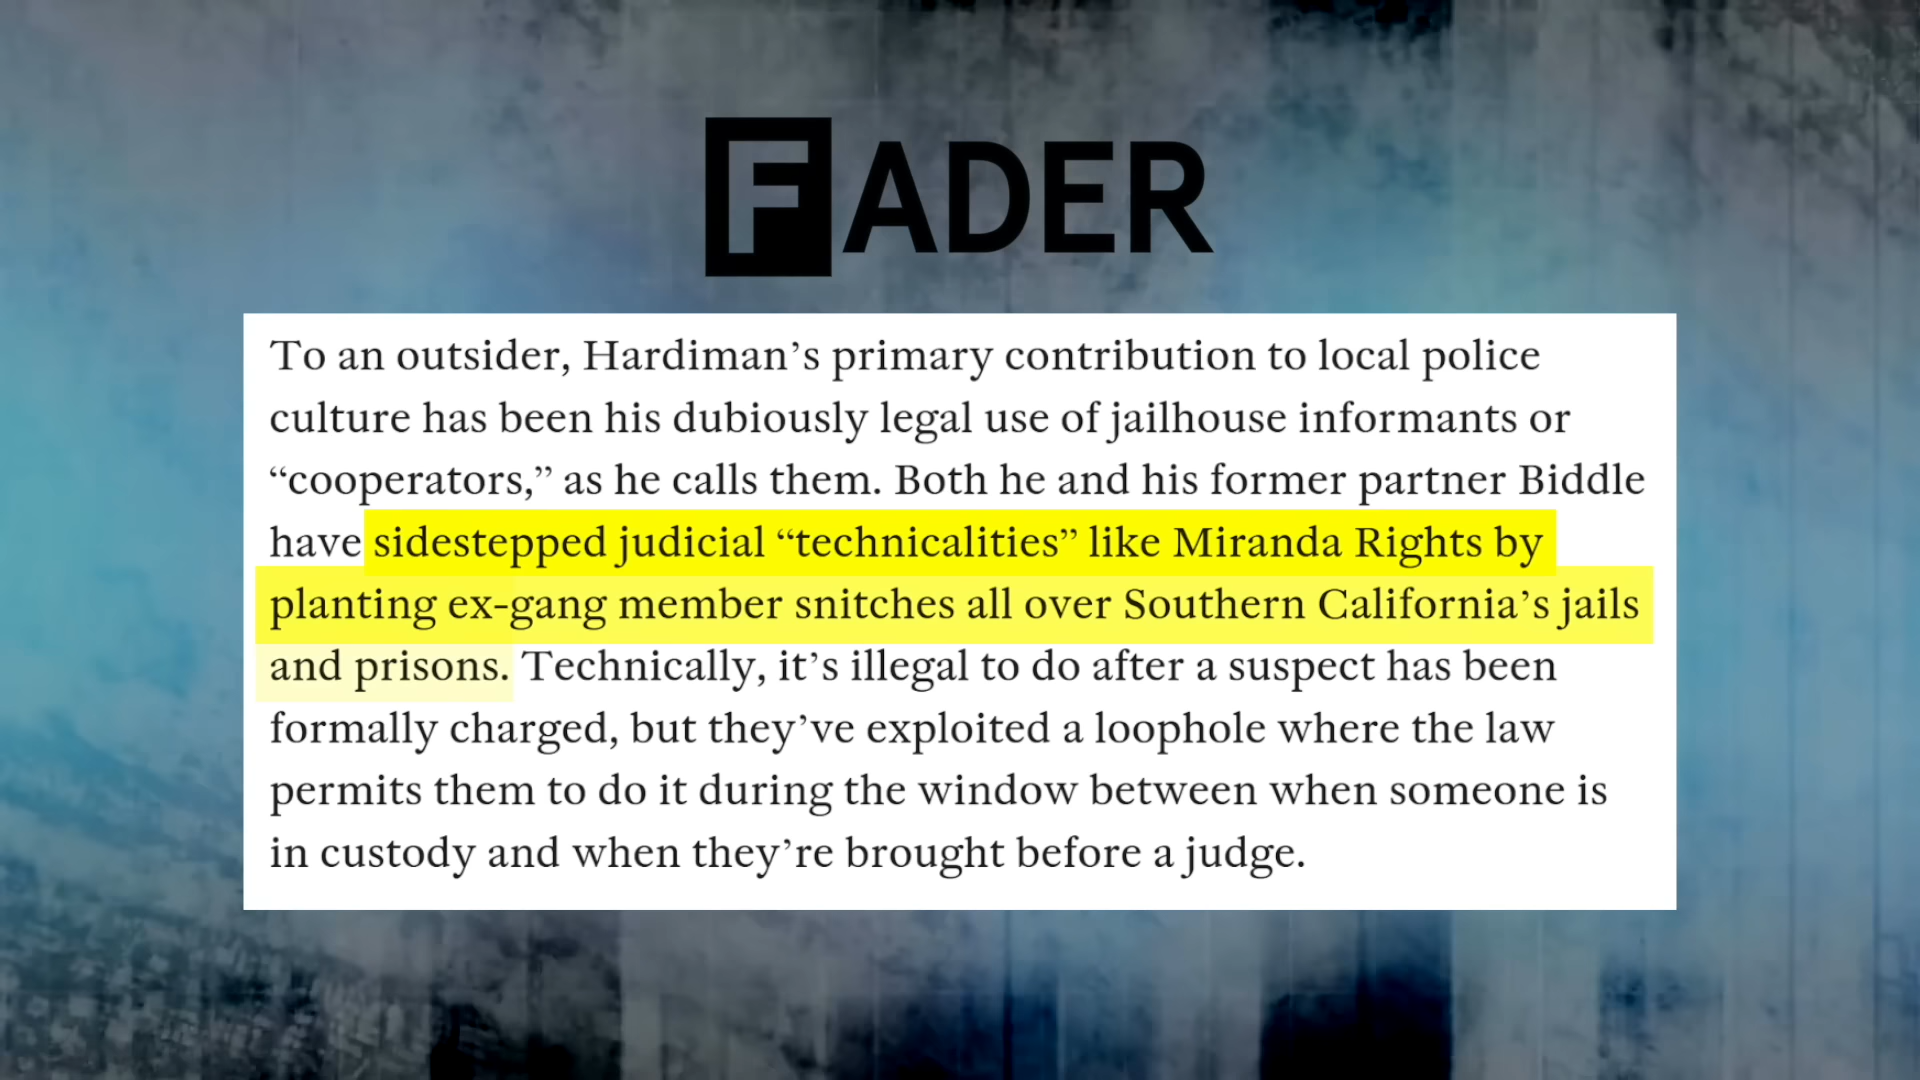 FADER
To an outsider, Hardiman’s primary contribution to local police
culture has been his dubiously legal use of jailhouse informants or
“cooperators,” as he calls them. Both he and his former partner Biddle
have sidestepped judicial “technicalities” like Miranda Rights by
planting ex-gang member snitches all over Southern California’s jails
and prisons. Technically, it’s illegal to do after a suspect has been
formally charged, but they’ve exploited a loophole where the law
permits them to do it during the window between when someone is
in custody and when they’re brought before a judge.